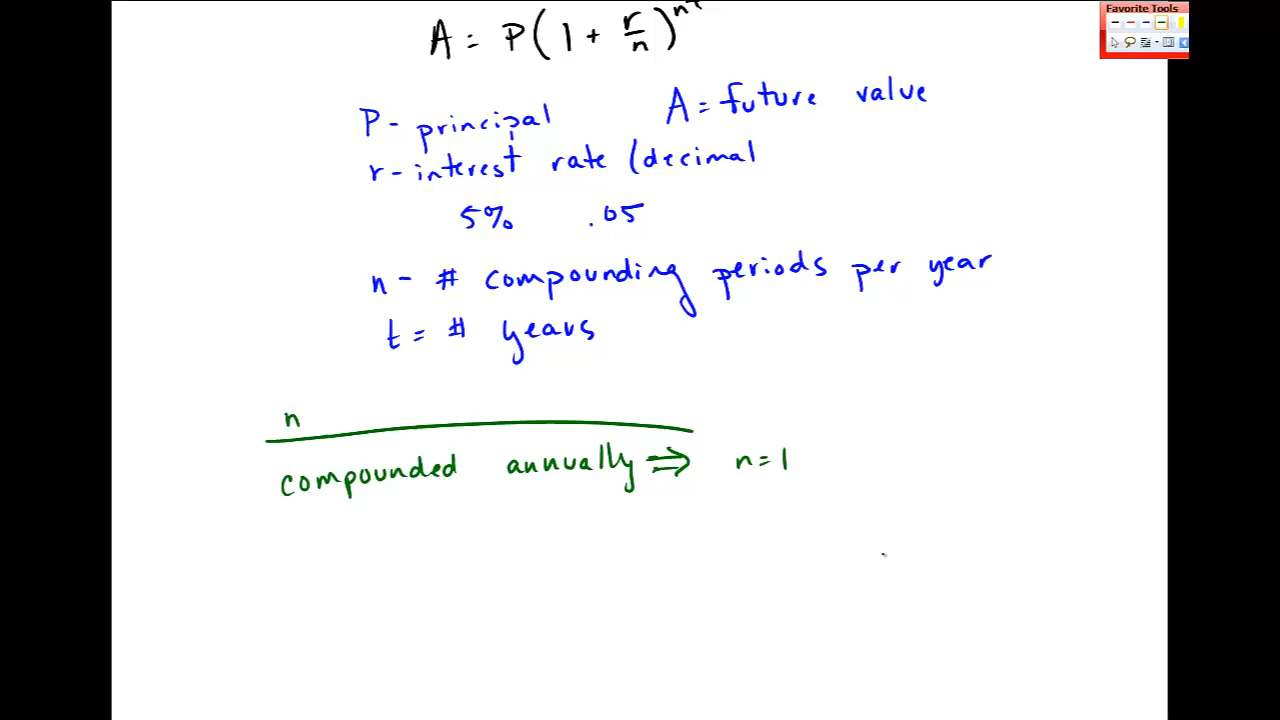 Favorite Tools
A = P(1 + r/n)^nt
P- principal A = future value
r- interest rate (decimal
5% .05
n - # compounding periods per year
t = # years
n
compounded annually ⇒ n=1